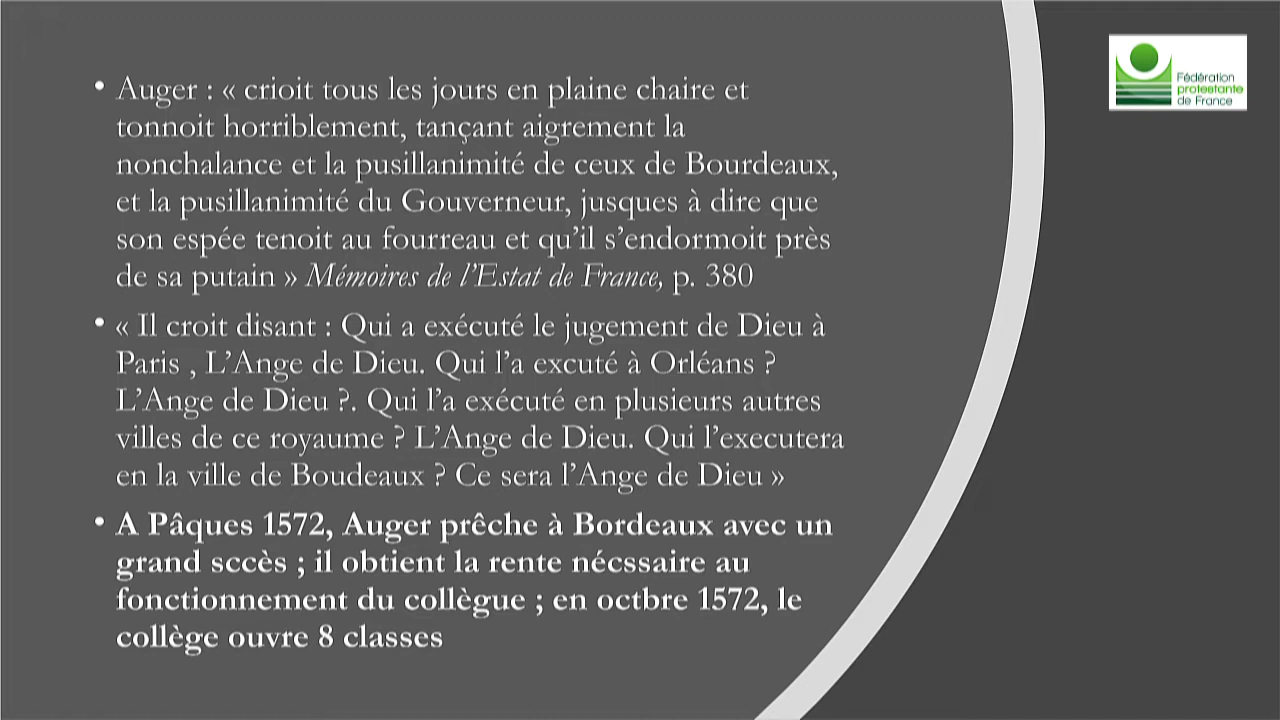 • Auger : « crioit tous les jours en plaine chaire et
tonnoit horriblement, tançant aigrement la
nonchalance et la pusillanimité de ceux de Bourdeaux,
et la pusillanimité du Gouverneur, jusques à dire que
son espée tenoit au fourreau et qu’il s’endormoit près
de sa putain » Mémoires de l’Estat de France, p. 380
• « Il croit disant : Qui a exécuté le jugement de Dieu à
Paris , L’Ange de Dieu. Qui l’a excuté à Orléans ?
L’Ange de Dieu ?. Qui l’a exécuté en plusieurs autres
villes de ce royaume ? L’Ange de Dieu. Qui l’executera
en la ville de Boudeaux ? Ce sera l’Ange de Dieu »
• A Pâques 1572, Auger prêche à Bordeaux avec un
grand sccès ; il obtient la rente nécssaire au
fonctionnement du collègue ; en octbre 1572, le
collège ouvre 8 classes
Fédération
protestante
de France